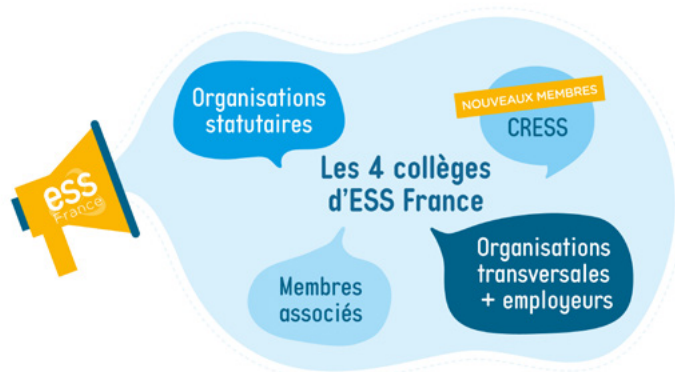 Organisations
statutaires
NOUVEAUX MEMBRES
CRESS
Les 4 collèges
d'ESS France
ess
France
Membres
associés
Organisations
transversales
+ employeurs